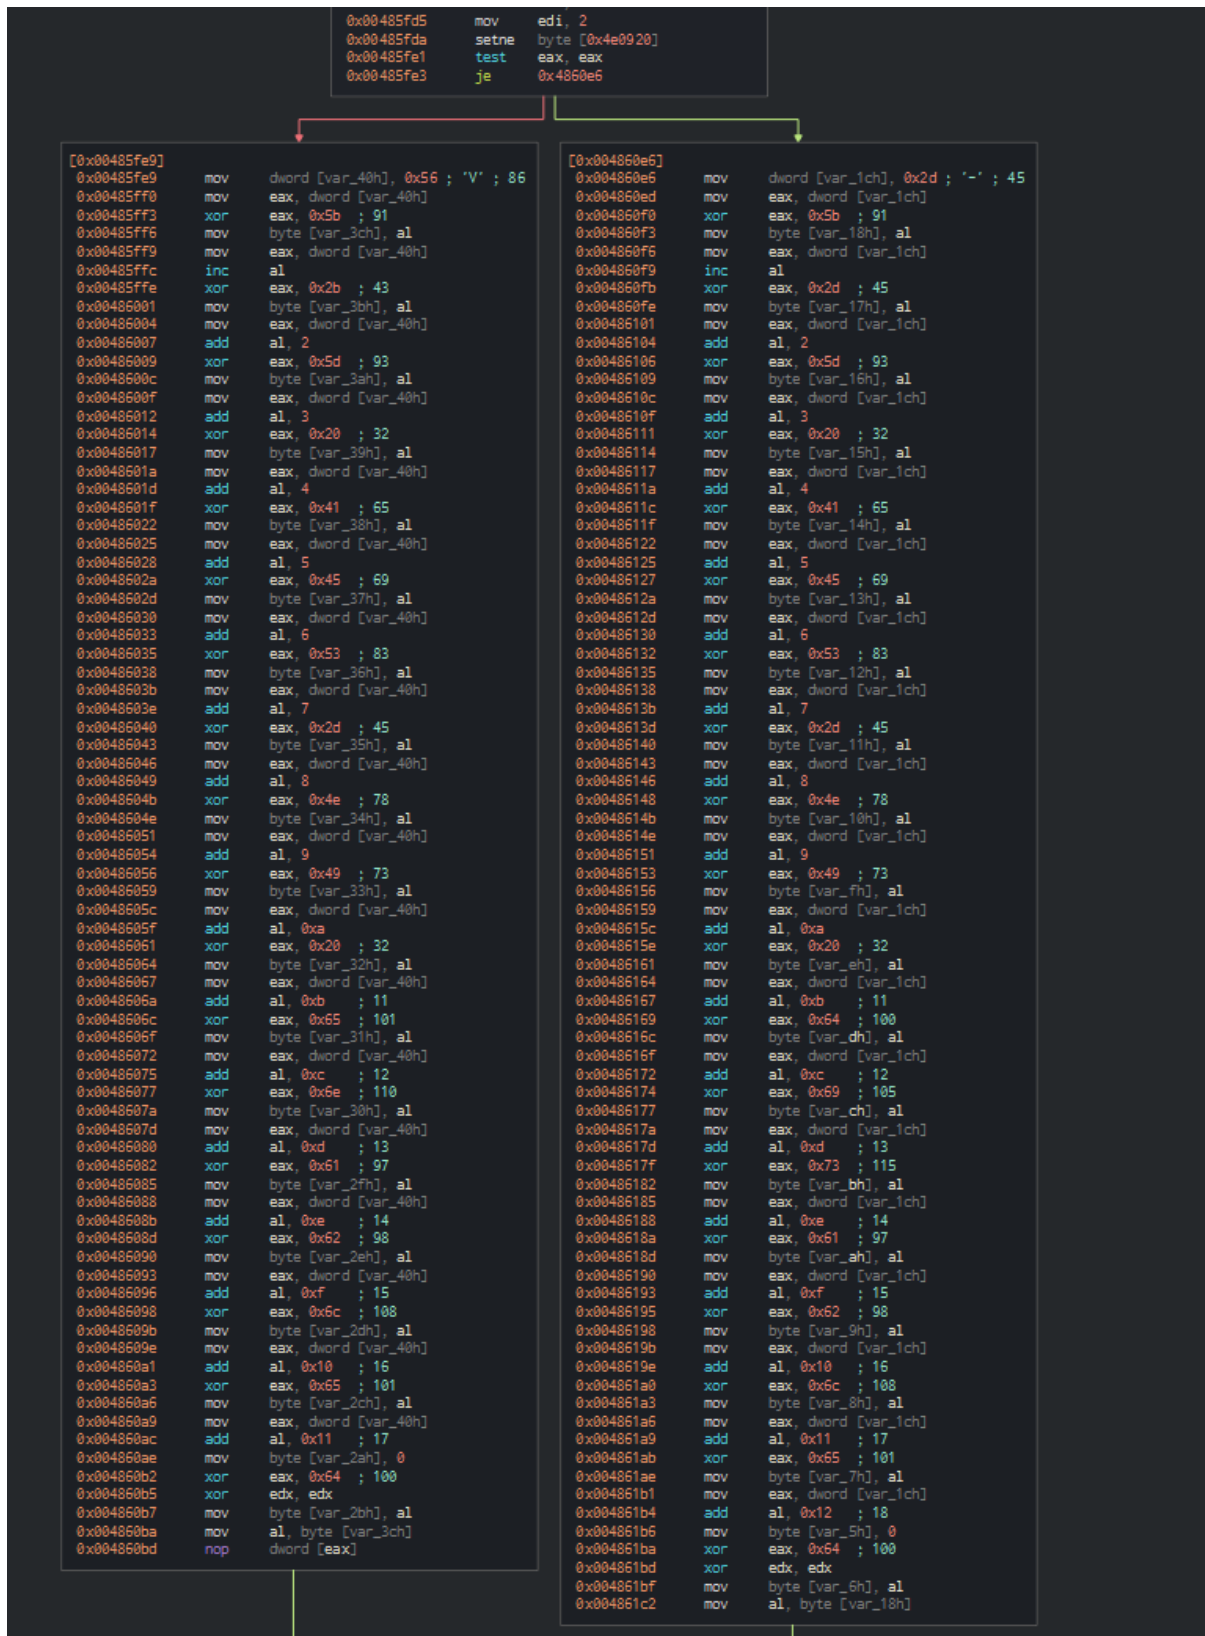 0x00485fd5 mov edi, 2
0x00485fda setne byte [0x4e0920]
0x00485fe1 test eax, eax
0x00485fe3 je 0x4860e6
[0x00485fe9]
0x00485fe9 mov dword [var_40h], 0x56 ; 'V' ; 86
0x00485ff0 mov eax, dword [var_40h]
0x00485ff3 xor eax, 0x5b ; 91
0x00485ff6 mov byte [var_3ch], al
0x00485ff9 mov eax, dword [var_40h]
0x00485ffc inc al
0x00485ffe xor eax, 0x2b ; 43
0x00486001 mov byte [var_3bh], al
0x00486004 mov eax, dword [var_40h]
0x00486007 add al, 2
0x00486009 xor eax, 0x5d ; 93
0x0048600c mov byte [var_3ah], al
0x0048600f mov eax, dword [var_40h]
0x00486012 add al, 3
0x00486014 xor eax, 0x20 ; 32
0x00486017 mov byte [var_39h], al
0x0048601a mov eax, dword [var_40h]
0x0048601d add al, 4
0x0048601f xor eax, 0x41 ; 65
0x00486022 mov byte [var_38h], al
0x00486025 mov eax, dword [var_40h]
0x00486028 add al, 5
0x0048602a xor eax, 0x45 ; 69
0x0048602d mov byte [var_37h], al
0x00486030 mov eax, dword [var_40h]
0x00486033 add al, 6
0x00486035 xor eax, 0x53 ; 83
0x00486038 mov byte [var_36h], al
0x0048603b mov eax, dword [var_40h]
0x0048603e add al, 7
0x00486040 xor eax, 0x2d ; 45
0x00486043 mov byte [var_35h], al
0x00486046 mov eax, dword [var_40h]
0x00486049 add al, 8
0x0048604b xor eax, 0x4e ; 78
0x0048604e mov byte [var_34h], al
0x00486051 mov eax, dword [var_40h]
0x00486054 add al, 9
0x00486056 xor eax, 0x49 ; 73
0x00486059 mov byte [var_33h], al
0x0048605c mov eax, dword [var_40h]
0x0048605f add al, 0xa
0x00486061 xor eax, 0x20 ; 32
0x00486064 mov byte [var_32h], al
0x00486067 mov eax, dword [var_40h]
0x0048606a add al, 0xb ; 11
0x0048606c xor eax, 0x65 ; 101
0x0048606f mov byte [var_31h], al
0x00486072 mov eax, dword [var_40h]
0x00486075 add al, 0xc ; 12
0x00486077 xor eax, 0x6e ; 110
0x0048607a mov byte [var_30h], al
0x0048607d mov eax, dword [var_40h]
0x00486080 add al, 0xd ; 13
0x00486082 xor eax, 0x61 ; 97
0x00486085 mov byte [var_2fh], al
0x00486088 mov eax, dword [var_40h]
0x0048608b add al, 0xe ; 14
0x0048608d xor eax, 0x62 ; 98
0x00486090 mov byte [var_2eh], al
0x00486093 mov eax, dword [var_40h]
0x00486096 add al, 0xf ; 15
0x00486098 xor eax, 0x6c ; 108
0x0048609b mov byte [var_2dh], al
0x0048609e mov eax, dword [var_40h]
0x004860a1 add al, 0x10 ; 16
0x004860a3 xor eax, 0x65 ; 101
0x004860a6 mov byte [var_2ch], al
0x004860a9 mov eax, dword [var_40h]
0x004860ac add al, 0x11 ; 17
0x004860ae mov byte [var_2ah], 0
0x004860b2 xor eax, 0x64 ; 100
0x004860b5 xor edx, edx
0x004860b7 mov byte [var_2bh], al
0x004860ba mov al, byte [var_3ch]
0x004860bd nop dword [eax]
[0x004860e6]
0x004860e6 mov dword [var_1ch], 0x2d ; '-' ; 45
0x004860ed mov eax, dword [var_1ch]
0x004860f0 xor eax, 0x5b ; 91
0x004860f3 mov byte [var_18h], al
0x004860f6 mov eax, dword [var_1ch]
0x004860f9 inc al
0x004860fb xor eax, 0x2d ; 45
0x004860fe mov byte [var_17h], al
0x00486101 mov eax, dword [var_1ch]
0x00486104 add al, 2
0x00486106 xor eax, 0x5d ; 93
0x00486109 mov byte [var_16h], al
0x0048610c mov eax, dword [var_1ch]
0x0048610f add al, 3
0x00486111 xor eax, 0x20 ; 32
0x00486114 mov byte [var_15h], al
0x00486117 mov eax, dword [var_1ch]
0x0048611a add al, 4
0x0048611c xor eax, 0x41 ; 65
0x0048611f mov byte [var_14h], al
0x00486122 mov eax, dword [var_1ch]
0x00486125 add al, 5
0x00486127 xor eax, 0x45 ; 69
0x0048612a mov byte [var_13h], al
0x0048612d mov eax, dword [var_1ch]
0x00486130 add al, 6
0x00486132 xor eax, 0x53 ; 83
0x00486135 mov byte [var_12h], al
0x00486138 mov eax, dword [var_1ch]
0x0048613b add al, 7
0x0048613d xor eax, 0x2d ; 45
0x00486140 mov byte [var_11h], al
0x00486143 mov eax, dword [var_1ch]
0x00486146 add al, 8
0x00486148 xor eax, 0x4e ; 78
0x0048614b mov byte [var_10h], al
0x0048614e mov eax, dword [var_1ch]
0x00486151 add al, 9
0x00486153 xor eax, 0x49 ; 73
0x00486156 mov byte [var_fh], al
0x00486159 mov eax, dword [var_1ch]
0x0048615c add al, 0xa
0x0048615e xor eax, 0x20 ; 32
0x00486161 mov byte [var_eh], al
0x00486164 mov eax, dword [var_1ch]
0x00486167 add al, 0xb ; 11
0x00486169 xor eax, 0x64 ; 100
0x0048616c mov byte [var_dh], al
0x0048616f mov eax, dword [var_1ch]
0x00486172 add al, 0xc ; 12
0x00486174 xor eax, 0x69 ; 105
0x00486177 mov byte [var_ch], al
0x0048617a mov eax, dword [var_1ch]
0x0048617d add al, 0xd ; 13
0x0048617f xor eax, 0x73 ; 115
0x00486182 mov byte [var_bh], al
0x00486185 mov eax, dword [var_1ch]
0x00486188 add al, 0xe ; 14
0x0048618a xor eax, 0x61 ; 97
0x0048618d mov byte [var_ah], al
0x00486190 mov eax, dword [var_1ch]
0x00486193 add al, 0xf ; 15
0x00486195 xor eax, 0x62 ; 98
0x00486198 mov byte [var_9h], al
0x0048619b mov eax, dword [var_1ch]
0x0048619e add al, 0x10 ; 16
0x004861a0 xor eax, 0x6c ; 108
0x004861a3 mov byte [var_8h], al
0x004861a6 mov eax, dword [var_1ch]
0x004861a9 add al, 0x11 ; 17
0x004861ab xor eax, 0x65 ; 101
0x004861ae mov byte [var_7h], al
0x004861b1 mov eax, dword [var_1ch]
0x004861b4 add al, 0x12 ; 18
0x004861b6 mov byte [var_5h], 0
0x004861ba xor eax, 0x64 ; 100
0x004861bd xor edx, edx
0x004861bf mov byte [var_6h], al
0x004861c2 mov al, byte [var_18h]